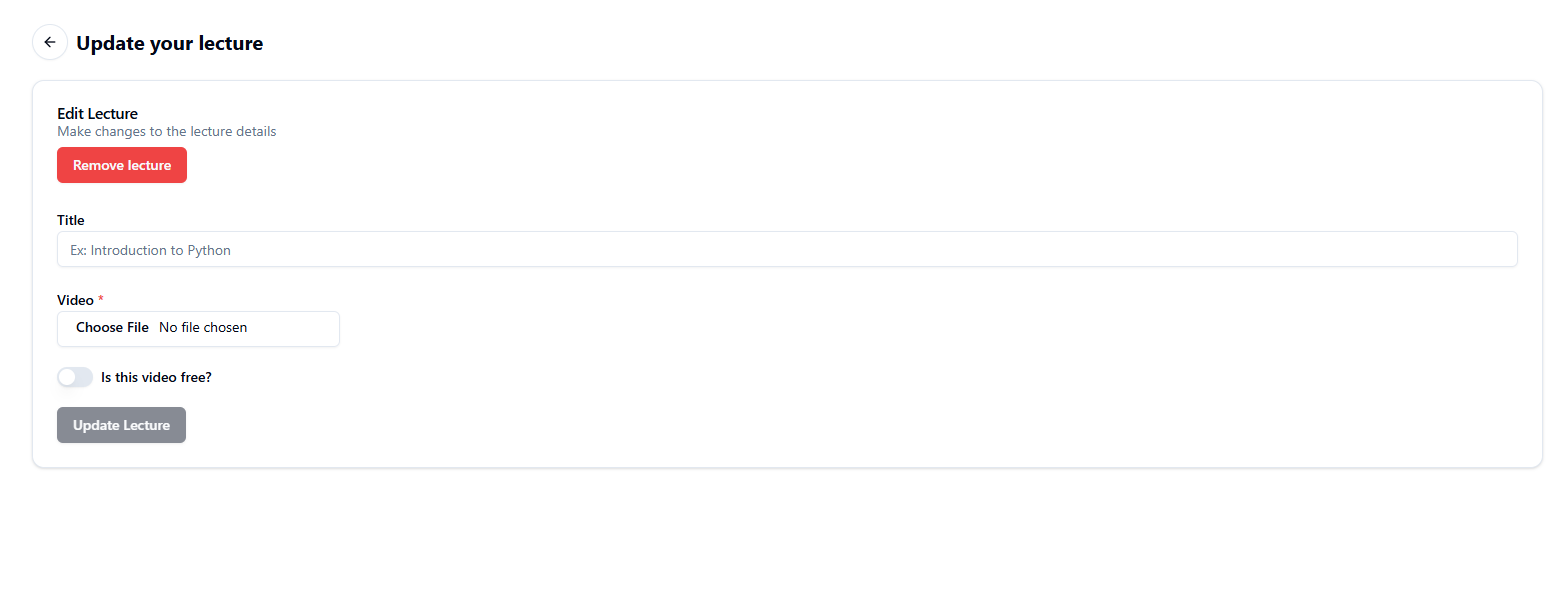 Update your lecture
Edit Lecture
Make changes to the lecture details
Remove lecture
Title
Ex: Introduction to Python
Video *
Choose File No file chosen
Is this video free?
Update Lecture